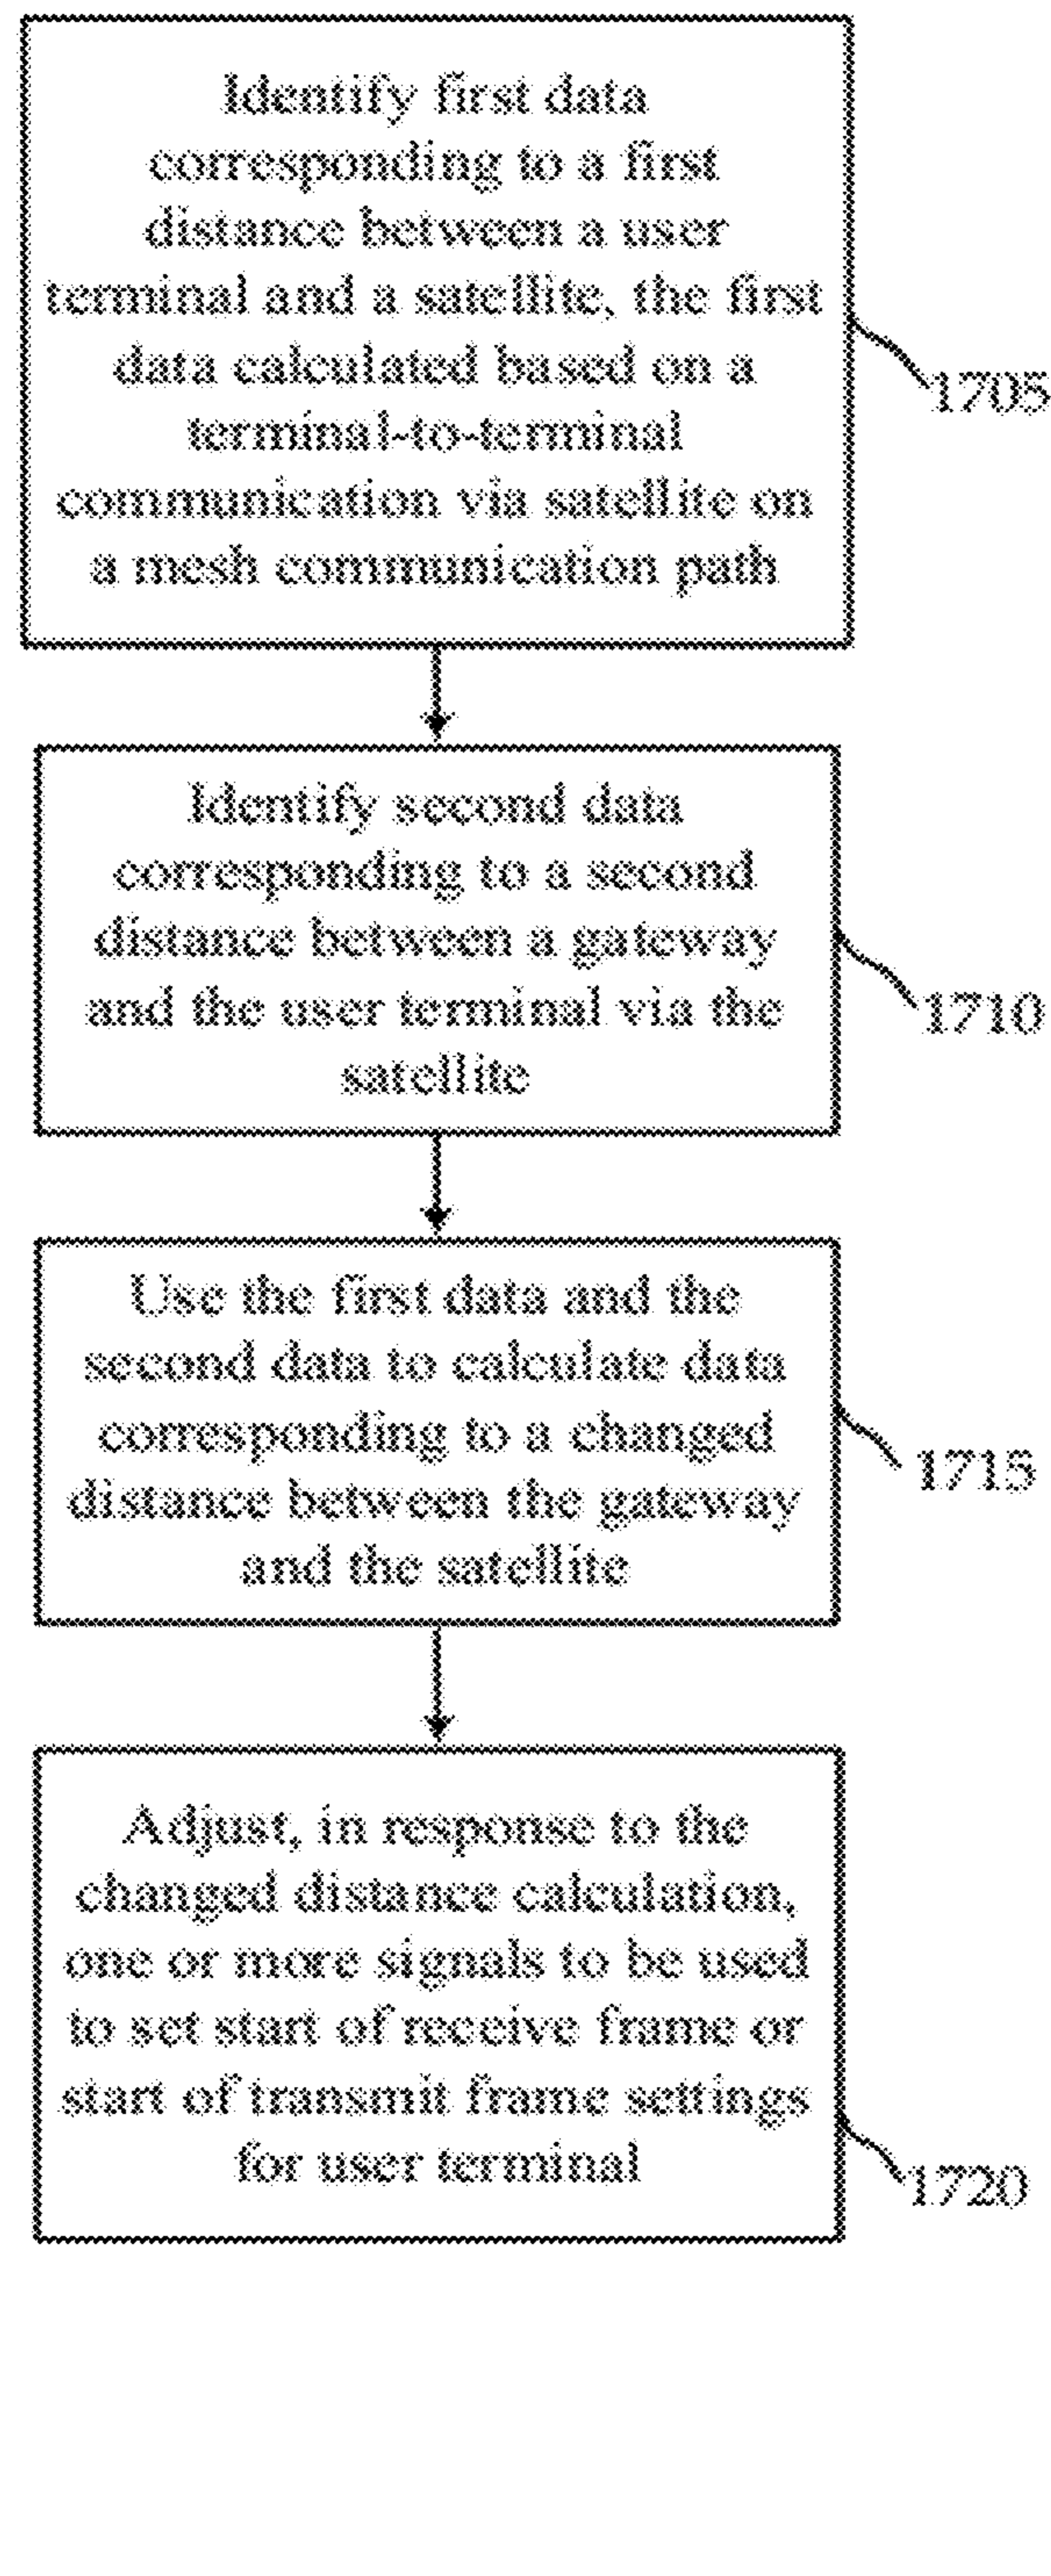 Identify first data
corresponding to a first
distance between a user
terminal and a satellite, the first
data calculated based on a
terminal-to-terminal
communication via satellite on
a mesh communication path
1705
Identify second data
corresponding to a second
distance between a gateway
and the user terminal via the
satellite
1710
Use the first data and the
second data to calculate data
corresponding to a changed
distance between the gateway
and the satellite
1715
Adjust, in response to the
changed distance calculation,
one or more signals to be used
to set start of receive frame or
start of transmit frame settings
for user terminal
1720